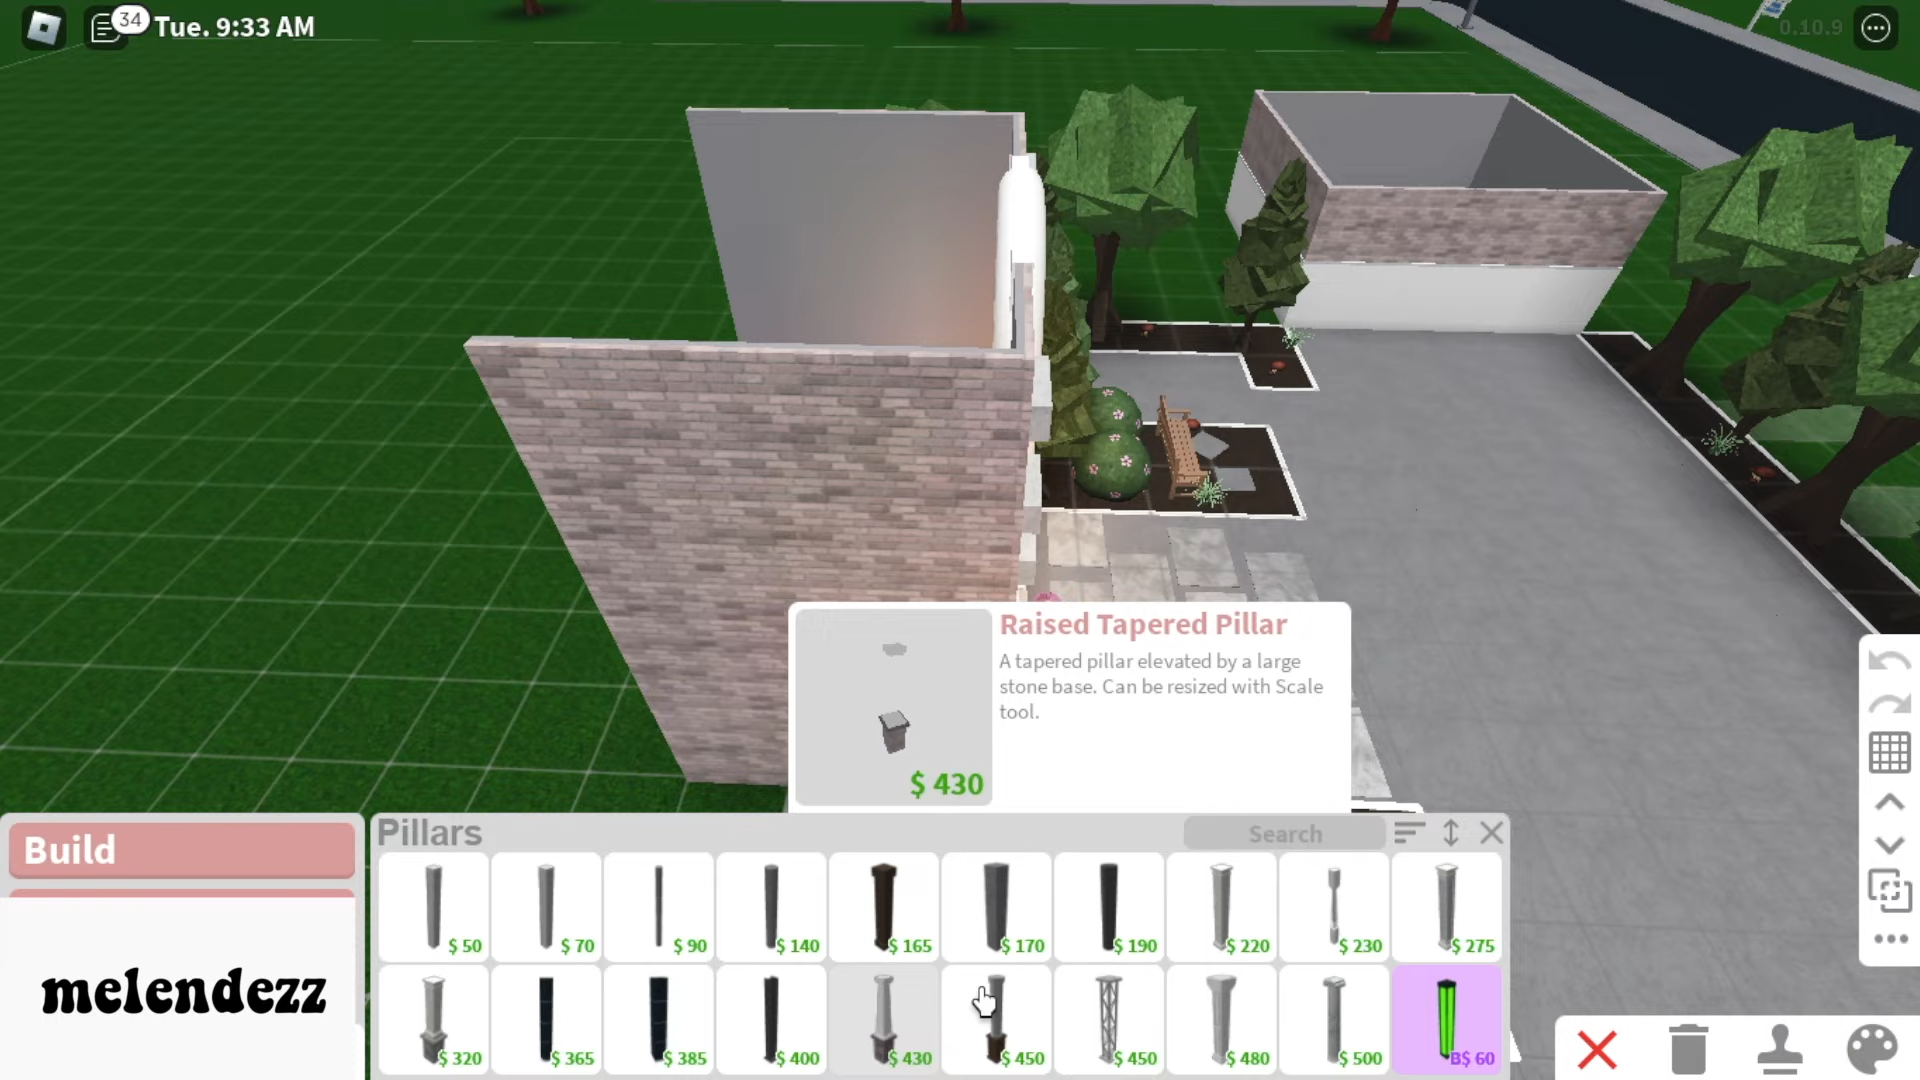 34
Tue. 9:33 AM
0.10.9
Raised Tapered Pillar
A tapered pillar elevated by a large
stone base. Can be resized with Scale
tool.
$ 430
Build
Pillars
Search
$ 50
$ 70
$ 90
$ 140
$ 165
$ 170
$ 190
$ 220
$ 230
$ 275
melendezz
$ 320
$ 365
$ 385
$ 400
$ 430
$ 450
$ 450
$ 480
$ 500
B$ 60